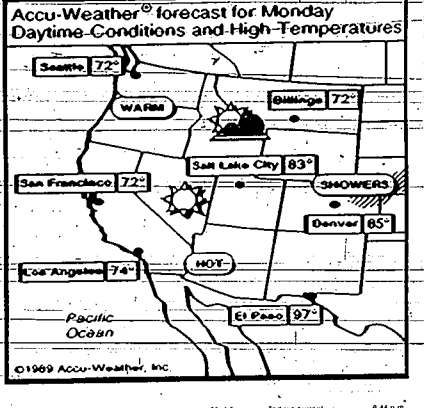 Accu-Weather® forecast for Monday
Daytime Conditions and High Temperatures
Seattle 72°
WARM
Billings 72°
Salt Lake City 83°
San Francisco 72°
SHOWERS
Denver 85°
HOT
Los Angeles 74°
El Paso 97°
Pacific
Ocean
©1989 Accu-Weather, Inc.